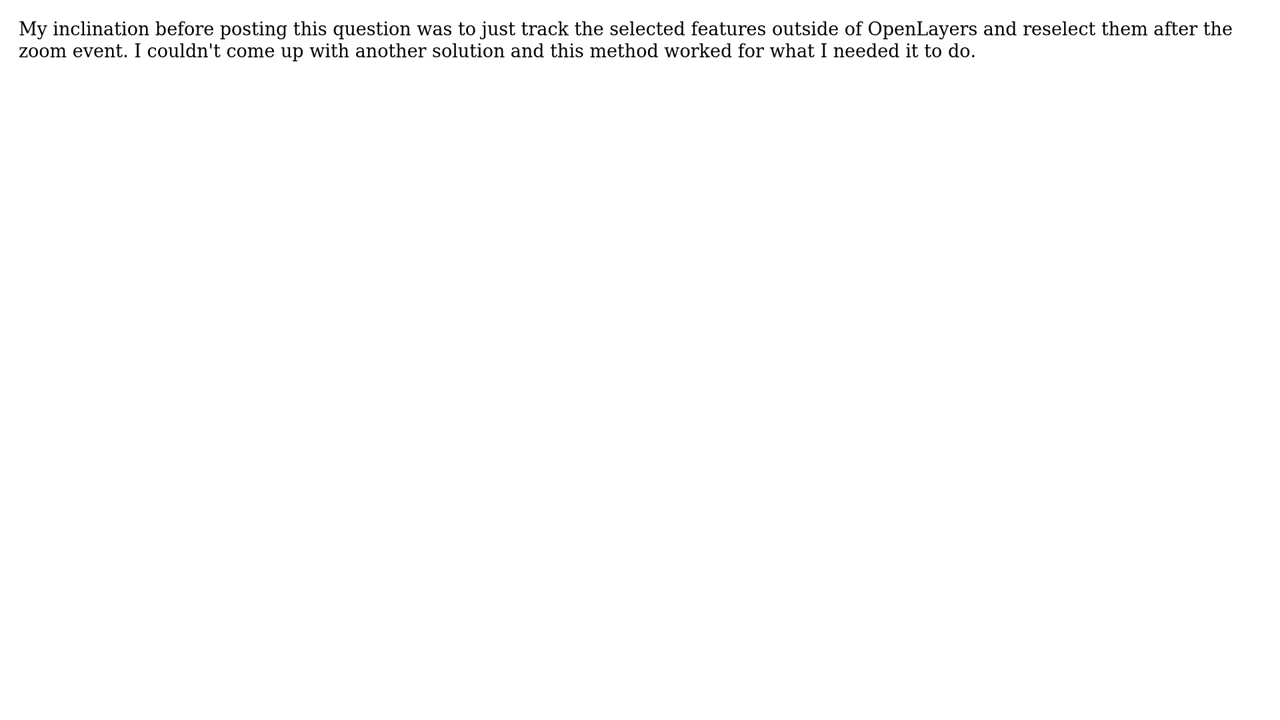 My inclination before posting this question was to just track the selected features outside of OpenLayers and reselect them after the
zoom event. I couldn't come up with another solution and this method worked for what I needed it to do.